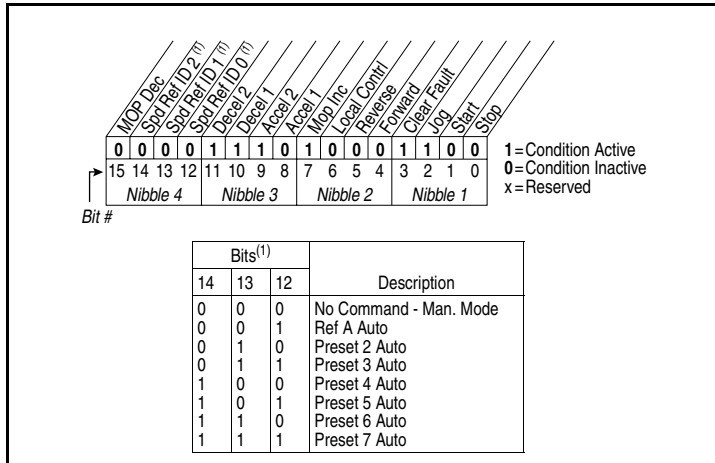 MOP Dec
Spd Ref ID 2 (1)
Spd Ref ID 1 (1)
Spd Ref ID 0 (1)
Decel 2
Decel 1
Accel 2
Accel 1
Mop Inc
Local Contrl
Reverse
Forward
Clear Fault
Jog
Start
Stop
0 0 0 0 1 1 1 0 1 0 0 0 1 1 0 0
15 14 13 12 11 10 9 8 7 6 5 4 3 2 1 0
Nibble 4 Nibble 3 Nibble 2 Nibble 1
Bit #
1=Condition Active
0=Condition Inactive
x=Reserved
Bits(1)
14 13 12 Description
0 0 0 No Command - Man. Mode
0 0 1 Ref A Auto
0 1 0 Preset 2 Auto
0 1 1 Preset 3 Auto
1 0 0 Preset 4 Auto
1 0 1 Preset 5 Auto
1 1 0 Preset 6 Auto
1 1 1 Preset 7 Auto